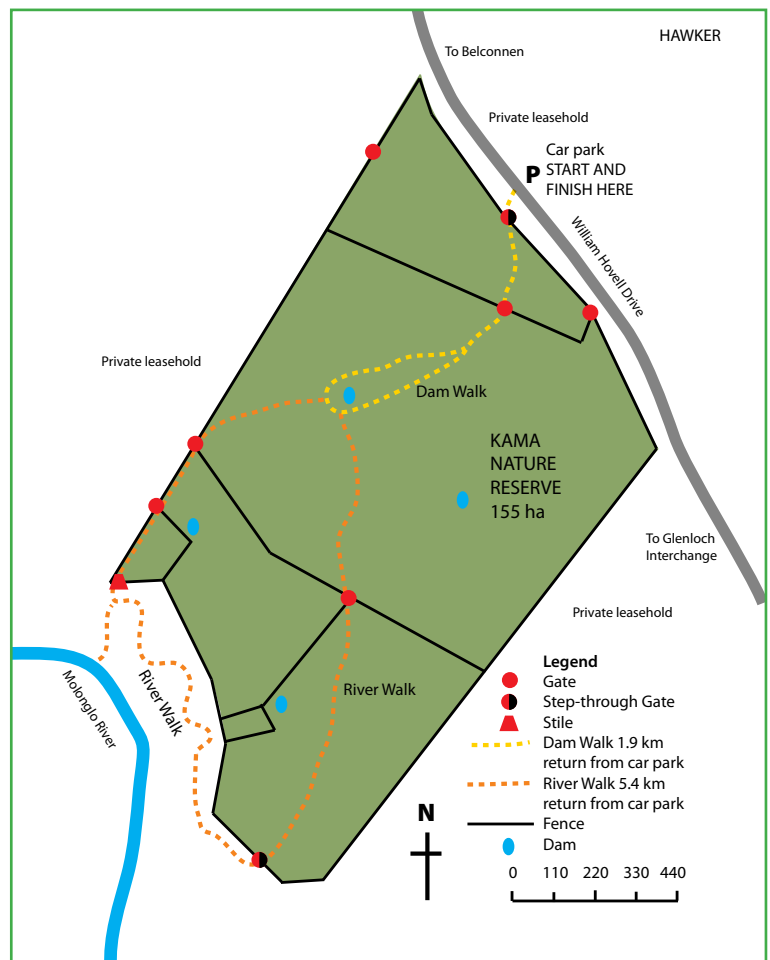 HAWKER
To Belconnen
Private leasehold
Car park
P START AND
FINISH HERE
William Hovell Drive
Private leasehold
Dam Walk
KAMA
NATURE
RESERVE
155 ha
To Glenloch
Interchange
Private leasehold
Molonglo River
River Walk
River Walk
Legend
Gate
Step-through Gate
Stile
Dam Walk 1.9 km
return from car park
River Walk 5.4 km
return from car park
Fence
Dam
N
0 110 220 330 440